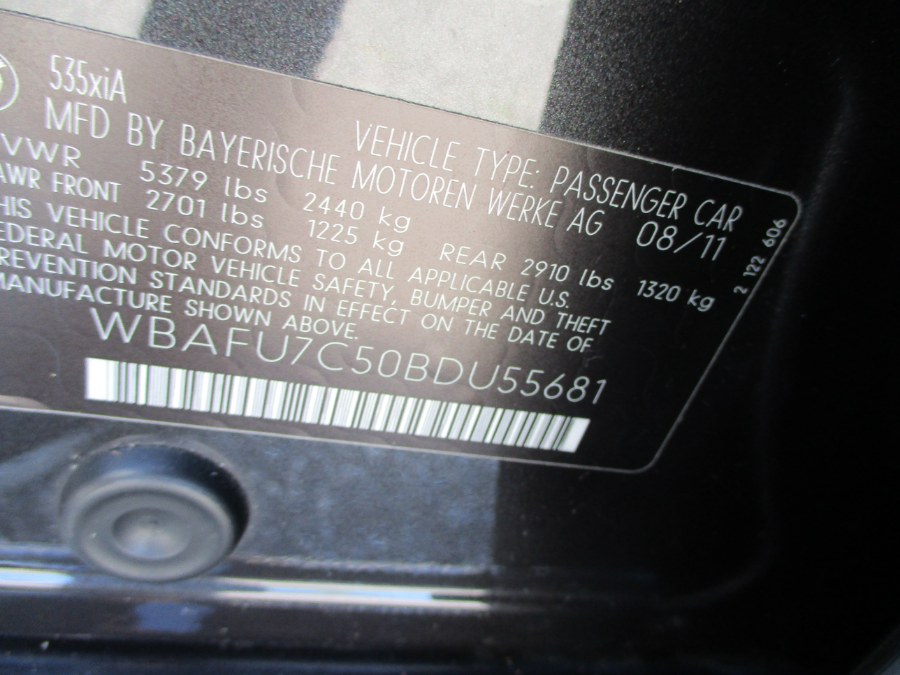 535xiA
VEHICLE TYPE: PASSENGER CAR
MFD BY BAYERISCHE MOTOREN WERKE AG 08/11
VWR 5379 lbs 2440 kg
AWR FRONT 2701 lbs 1225 kg REAR 2910 lbs 1320 kg
HIS VEHICLE CONFORMS TO ALL APPLICABLE U.S.
EDERAL MOTOR VEHICLE SAFETY, BUMPER AND THEFT
REVENTION STANDARDS IN EFFECT ON THE DATE OF
MANUFACTURE SHOWN ABOVE.
WBAFU7C50BDU55681
2 122 606